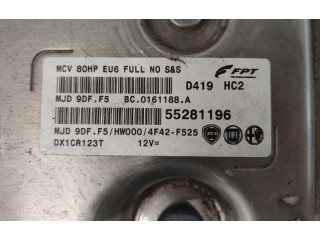 MCV 80HP EU6 FULL NO S&S
FPT
D419 HC2
MJD 9DF.F5 BC.0161188.A
55281196
MJD 9DF.F5/HW000/4F42-F525
DX1CR123T 12V=